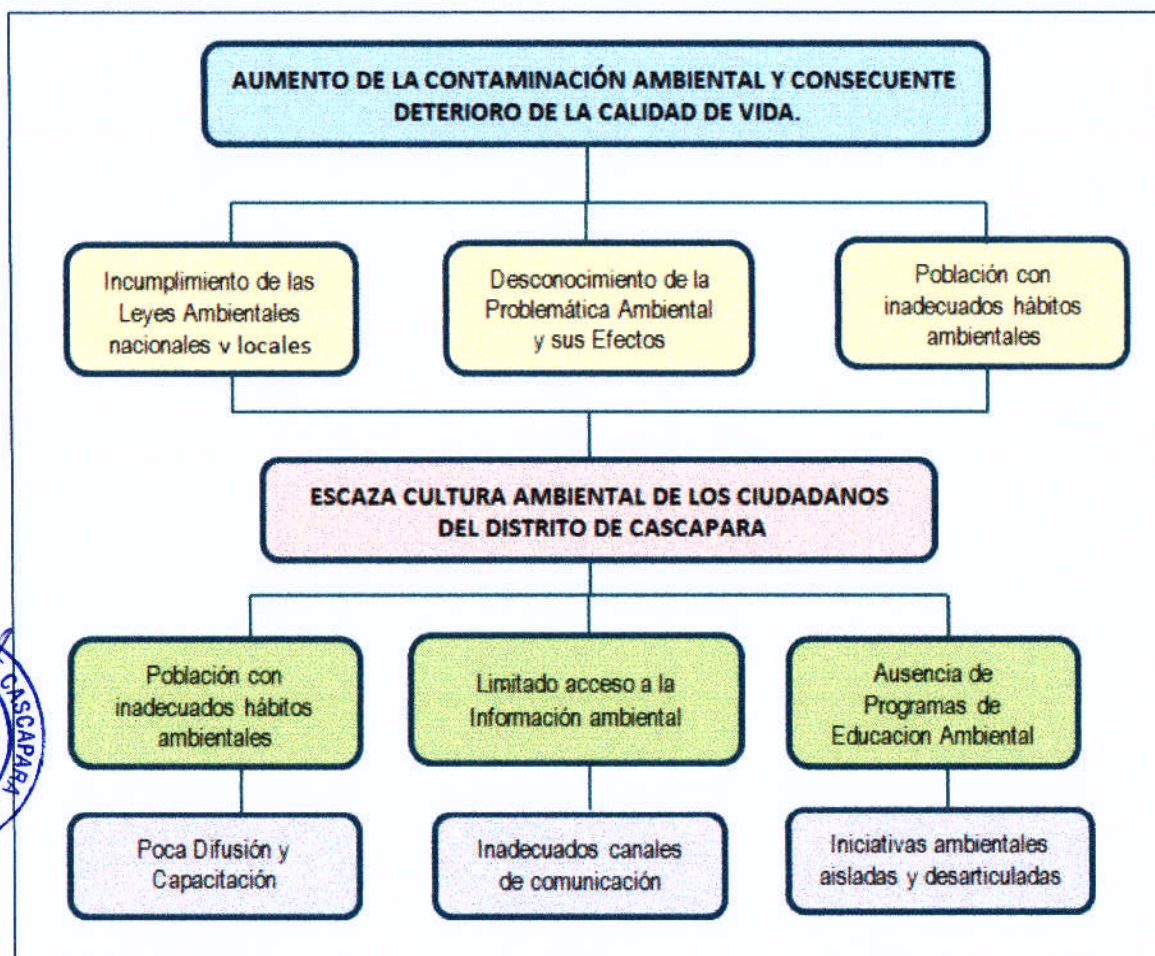 AUMENTO DE LA CONTAMINACIÓN AMBIENTAL Y CONSECUENTE
DETERIORO DE LA CALIDAD DE VIDA.
Incumplimiento de las
Leyes Ambientales
nacionales v locales
Desconocimiento de la
Problemática Ambiental
y sus Efectos
Población con
inadecuados hábitos
ambientales
ESCAZA CULTURA AMBIENTAL DE LOS CIUDADANOS
DEL DISTRITO DE CASCAPARA
Población con
inadecuados hábitos
ambientales
Limitado acceso a la
Información ambiental
Ausencia de
Programas de
Educacion Ambiental
CASCAPARA
Poca Difusión y
Capacitación
Inadecuados canales
de comunicación
Iniciativas ambientales
aisladas y desarticuladas